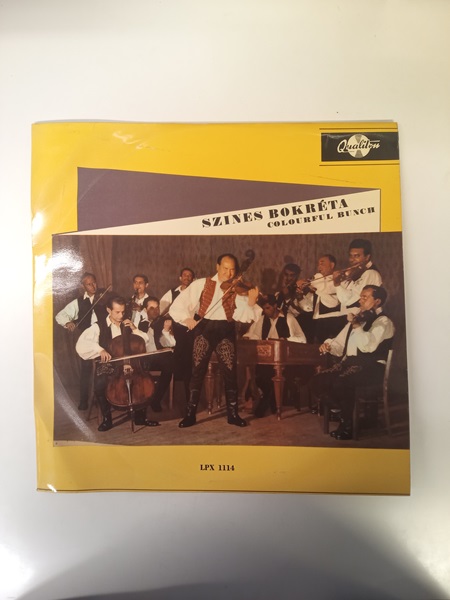 Qualiton
SZINES BOKRÉTA
COLOURFUL BUNCH
LPX 1114